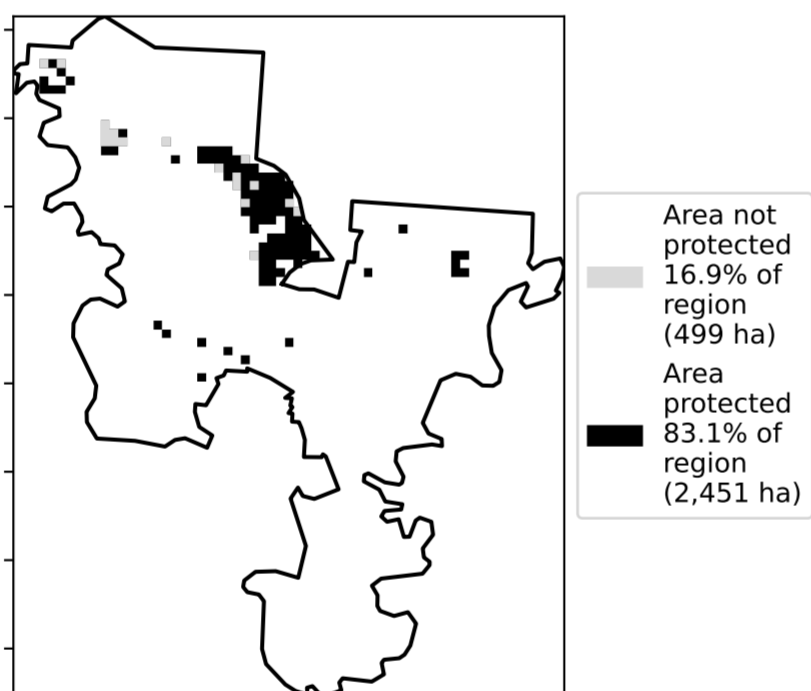 Area not
protected
16.9% of
region
(499 ha)
Area
protected
83.1% of
region
(2,451 ha)